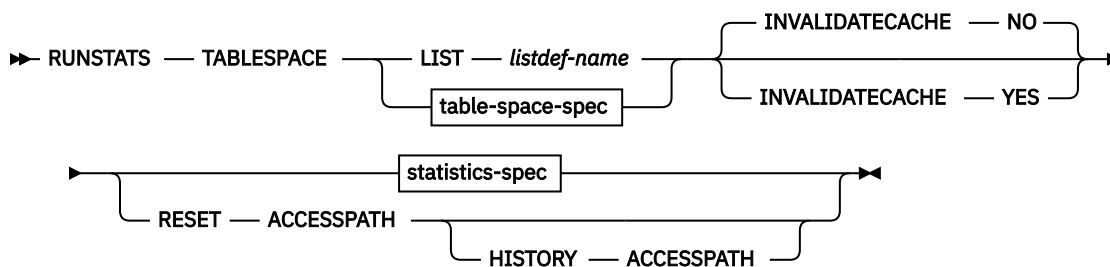 INVALIDATECACHE NO
RUNSTATS TABLESPACE LIST listdef-name
table-space-spec
INVALIDATECACHE YES
statistics-spec
RESET ACCESSPATH
HISTORY ACCESSPATH